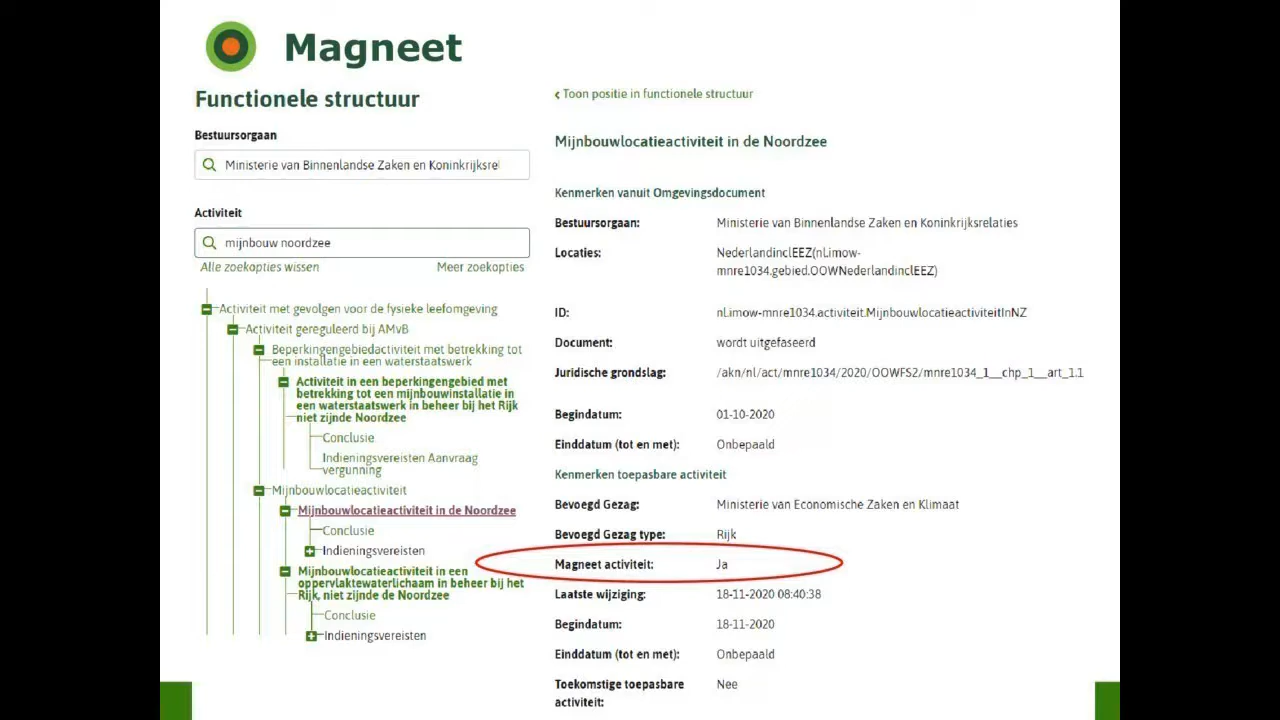 Magneet
Functionele structuur
Bestuursorgaan
Ministerie van Binnenlandse Zaken en Koninkrijksrel
Activiteit
mijnbouw noordzee
Alle zoekopties wissen
Meer zoekopties
Activiteit met gevolgen voor de fysieke leefomgeving
Activiteit gereguleerd bij AMvB
Beperkingengebiedactiviteit met betrekking tot
een installatie in een waterstaatswerk
Activiteit in een beperkingengebied met
betrekking tot een mijnbouwinstallatie in
een waterstaatswerk in beheer bij het Rijk
niet zijnde Noordzee
Conclusie
Indieningsvereisten Aanvraag
vergunning
Mijnbouwlocatieactiviteit
Mijnbouwlocatieactiviteit in de Noordzee
Conclusie
Indieningsvereisten
Mijnbouwlocatieactiviteit in een
oppervlaktewaterlichaam in beheer bij het
Rijk, niet zijnde de Noordzee
Conclusie
Indieningsvereisten
Toon positie in functionele structuur
Mijnbouwlocatieactiviteit in de Noordzee
Kenmerken vanuit Omgevingsdocument
Bestuursorgaan: Ministerie van Binnenlandse Zaken en Koninkrijksrelaties
Locaties: NederlandinclEEZ(nl.imow-
mnre1034.gebied.OOWNederlandinclEEZ)
ID: nl.imow-mnre1034.activiteit.MijnbouwlocatieactiviteitInNZ
Document: wordt uitgefaseerd
Juridische grondslag: /akn/nl/act/mnre1034/2020/OOWFS2/mnre1034_1__chp_1__art_1.1
Begindatum: 01-10-2020
Einddatum (tot en met): Onbepaald
Kenmerken toepasbare activiteit
Bevoegd Gezag: Ministerie van Economische Zaken en Klimaat
Bevoegd Gezag type: Rijk
Magneet activiteit: Ja
Laatste wijziging: 18-11-2020 08:40:38
Begindatum: 18-11-2020
Einddatum (tot en met): Onbepaald
Toekomstige toepasbare Nee
activiteit: